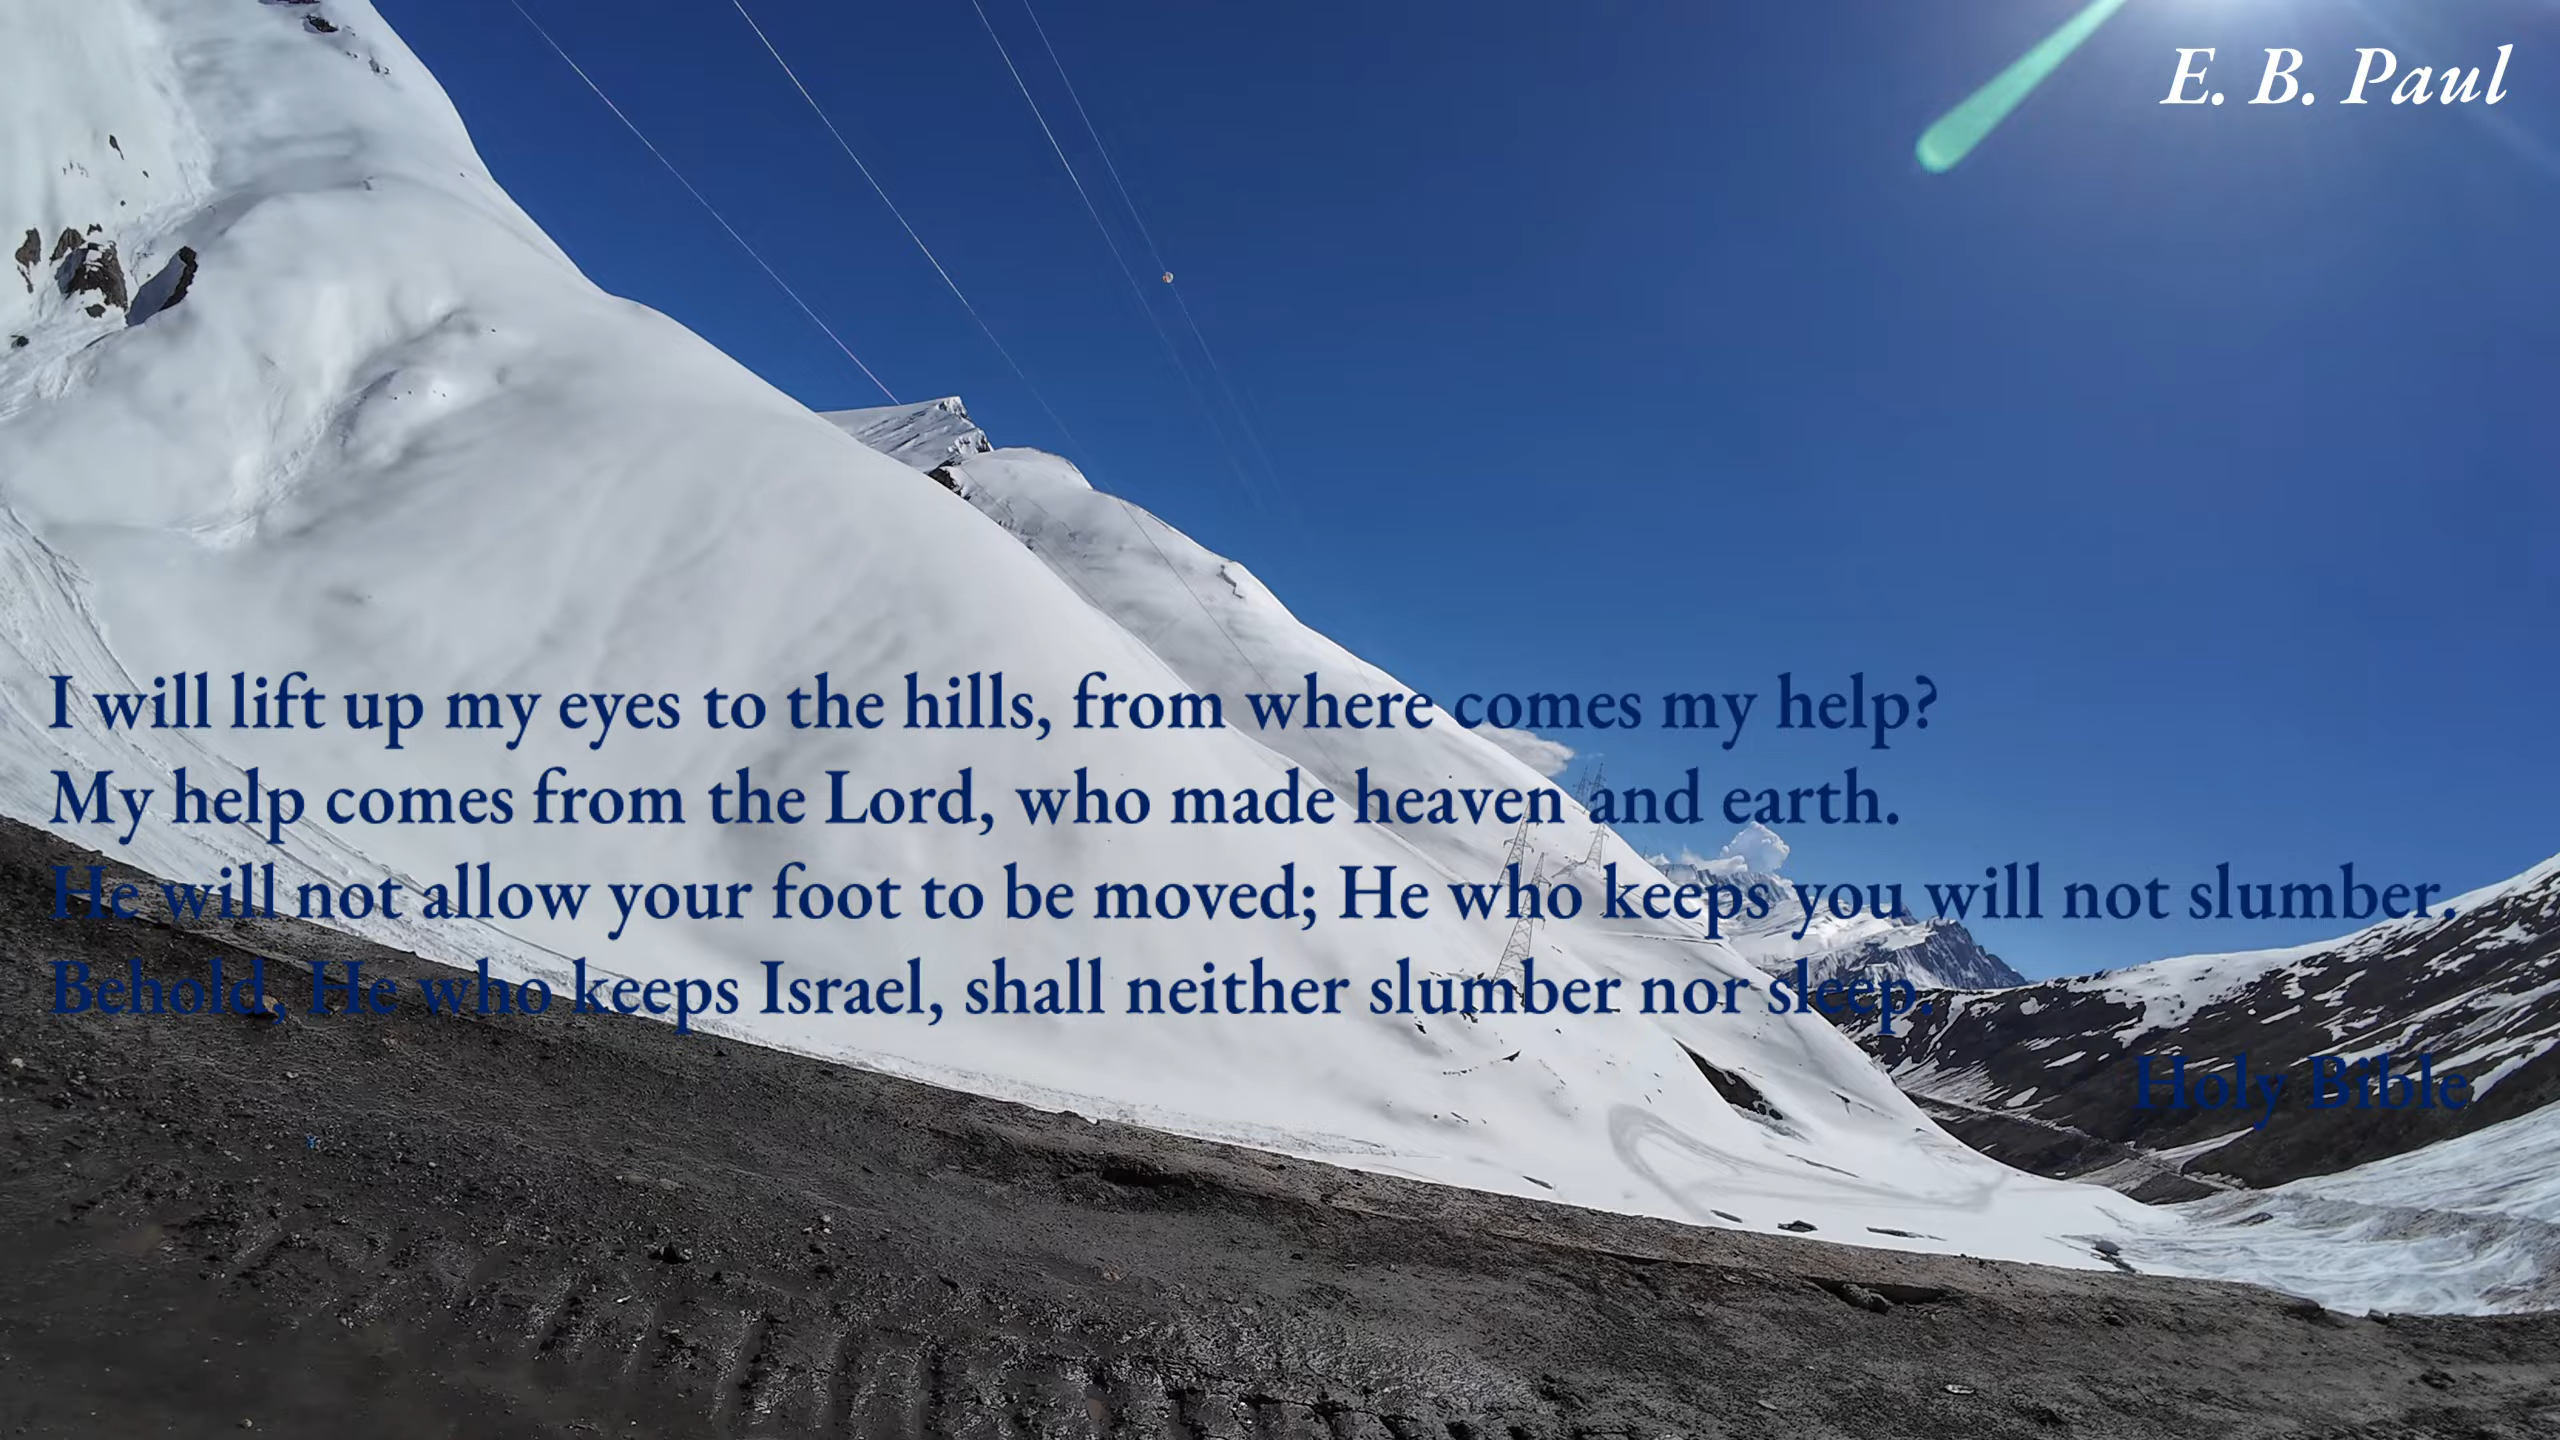 E. B. Paul
I will lift up my eyes to the hills, from where comes my help?
My help comes from the Lord, who made heaven and earth.
He will not allow your foot to be moved; He who keeps you will not slumber.
Behold, He who keeps Israel, shall neither slumber nor sleep.
Holy Bible